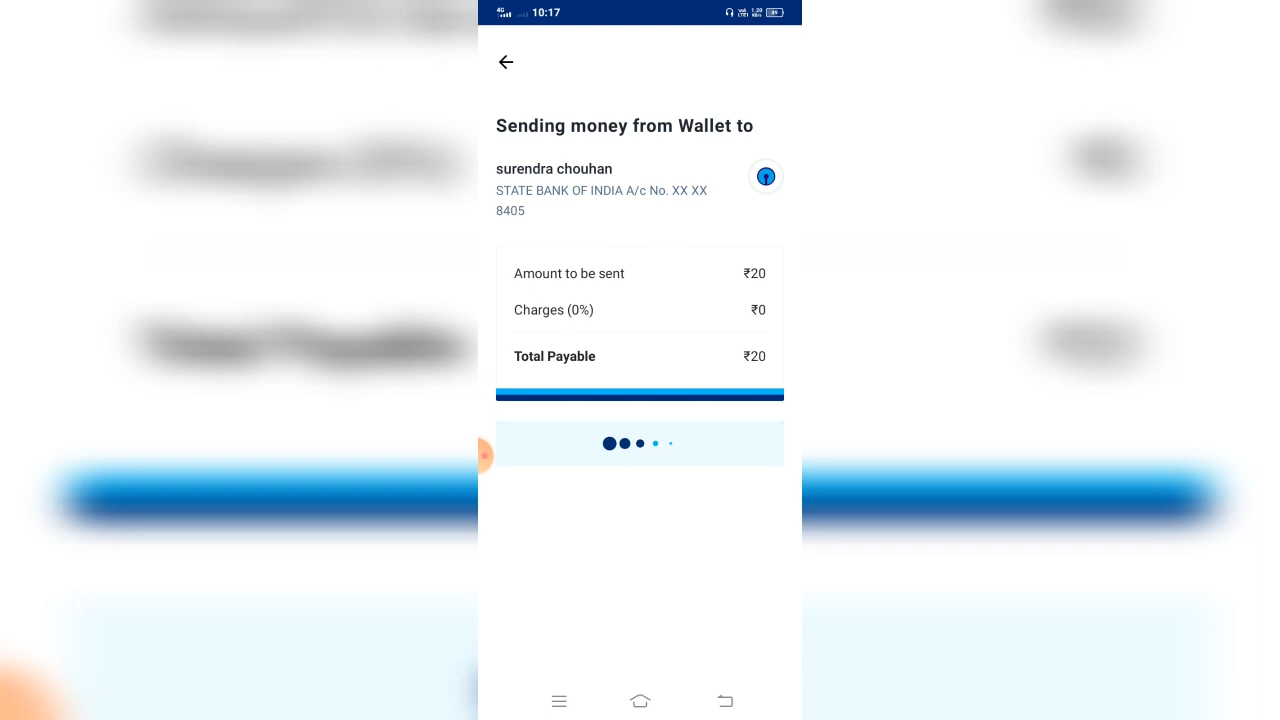 4G 10:17
Sending money from Wallet to
surendra chouhan
STATE BANK OF INDIA A/c No. XX XX
8405
Amount to be sent ₹20
Charges (0%) ₹0
Total Payable ₹20